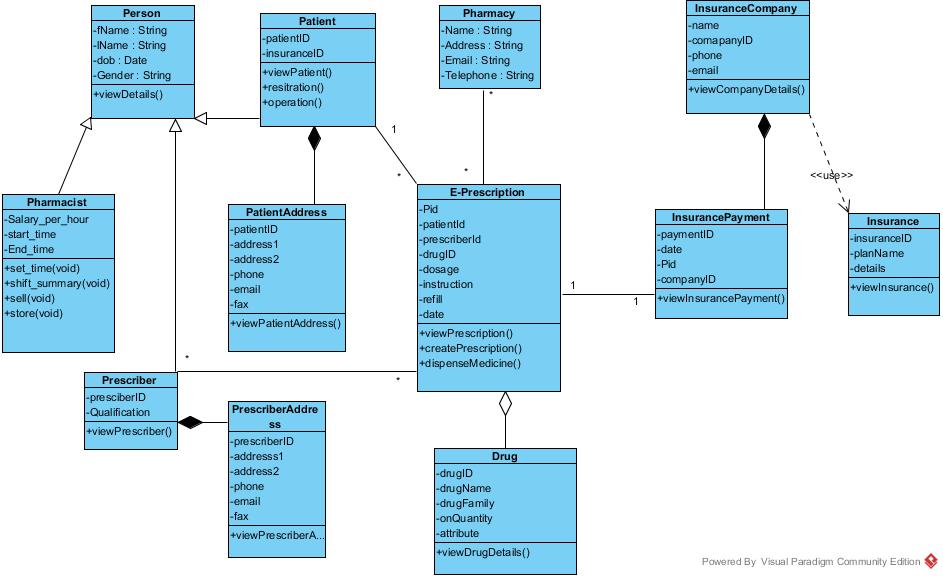 Person
-fName : String
-lName : String
-dob : Date
-Gender : String
+viewDetails()
Patient
-patientID
-insuranceID
+viewPatient()
+resitration()
+operation()
Pharmacy
-Name : String
-Address : String
-Email : String
-Telephone : String
InsuranceCompany
-name
-comapanyID
-phone
-email
+viewCompanyDetails()
*
1
*
*
<<use>>
Pharmacist
-Salary_per_hour
-start_time
-End_time
+set_time(void)
+shift_summary(void)
+sell(void)
+store(void)
PatientAddress
-patientID
-address1
-address2
-phone
-email
-fax
+viewPatientAddress()
E-Prescription
-Pid
-patientId
-prescriberId
-drugID
-dosage
-instruction
-refill
-date
+viewPrescription()
+createPrescription()
+dispenseMedicine()
InsurancePayment
-paymentID
-date
-Pid
-companyID
+viewInsurancePayment()
Insurance
-insuranceID
-planName
-details
+viewInsurance()
1
1
*
*
Prescriber
-presciberID
-Qualification
+viewPrescriber()
PrescriberAddre
ss
-prescriberID
-addresss1
-address2
-phone
-email
-fax
+viewPrescriberA...
Drug
-drugID
-drugName
-drugFamily
-onQuantity
-attribute
+viewDrugDetails()
Powered By Visual Paradigm Community Edition